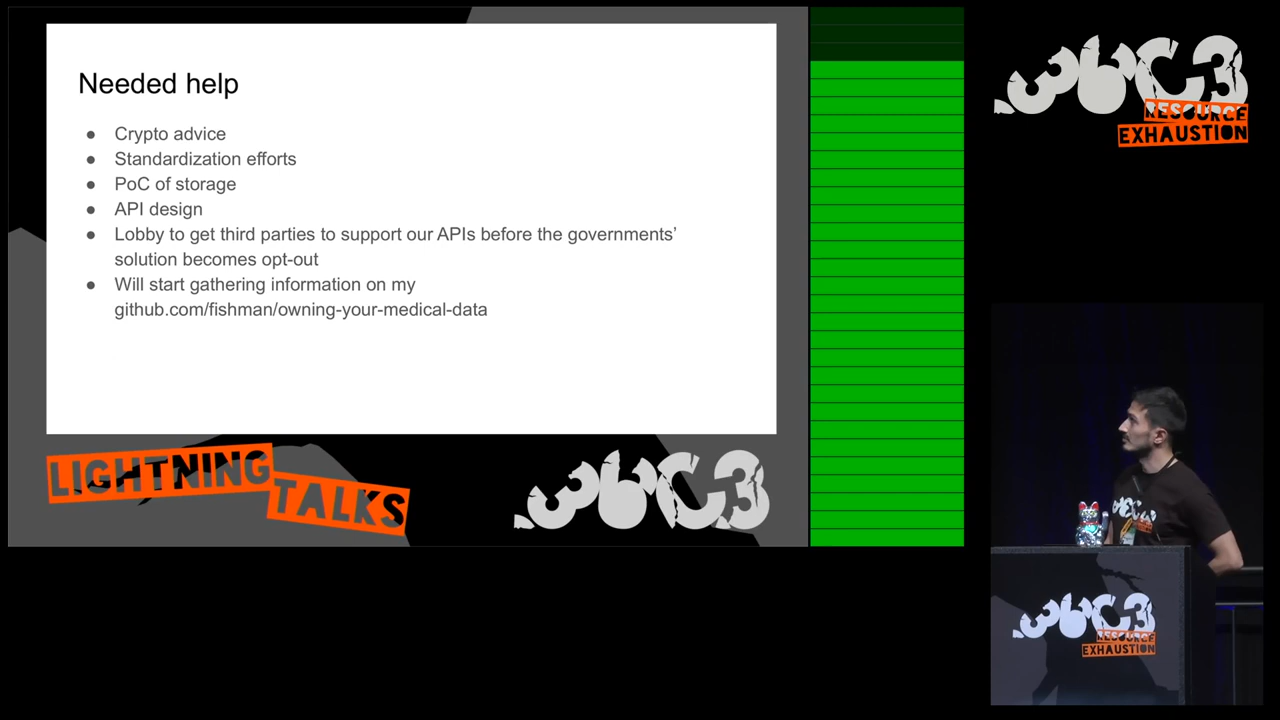 Needed help
● Crypto advice
● Standardization efforts
● PoC of storage
● API design
● Lobby to get third parties to support our APIs before the governments’
solution becomes opt-out
● Will start gathering information on my
github.com/fishman/owning-your-medical-data
LIGHTNING
TALKS
36C3
36C3
RESOURCE
EXHAUSTION
36C3
RESOURCE
EXHAUSTION